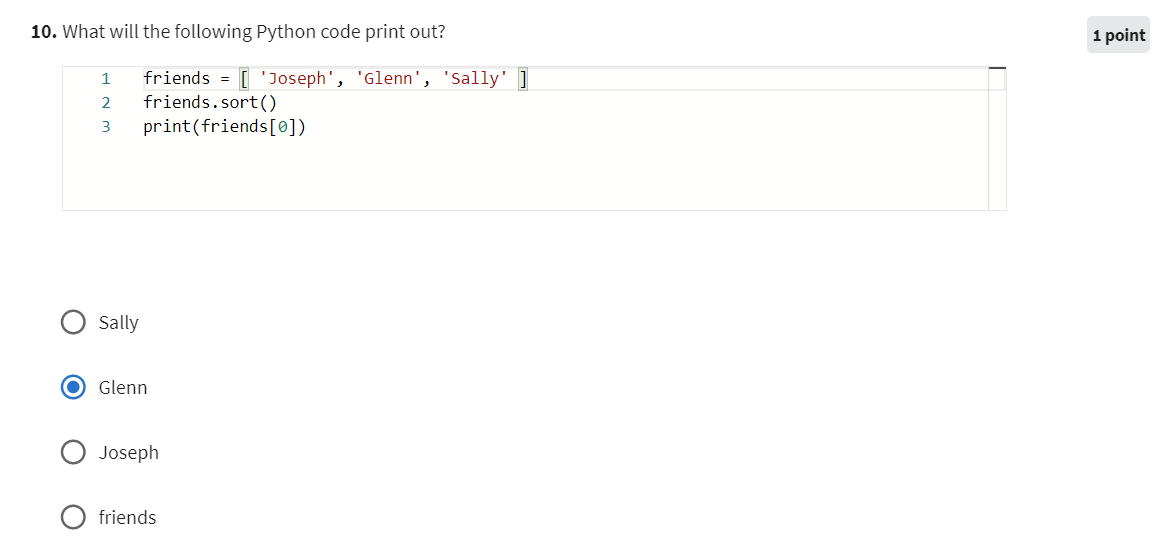 10. What will the following Python code print out?
1 point
1 friends = [ 'Joseph', 'Glenn', 'Sally' ]
2 friends.sort()
3 print(friends[0])
Sally
Glenn
Joseph
friends